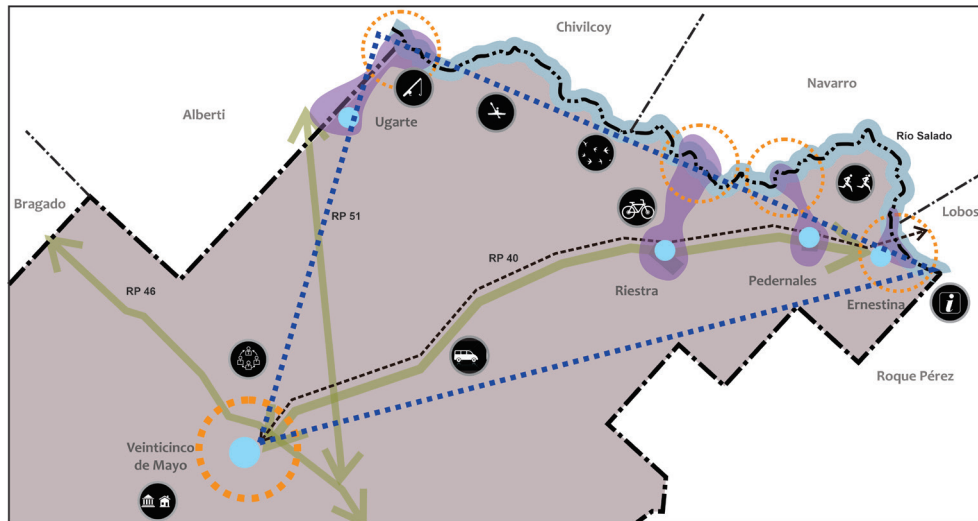 Chivilcoy
Navarro
Alberti
Ugarte
Río Salado
Bragado
Lobos
RP 51
RP 40
RP 46
Riestra
Pedernales
Ernestina
i
Roque Pérez
Veinticinco
de Mayo